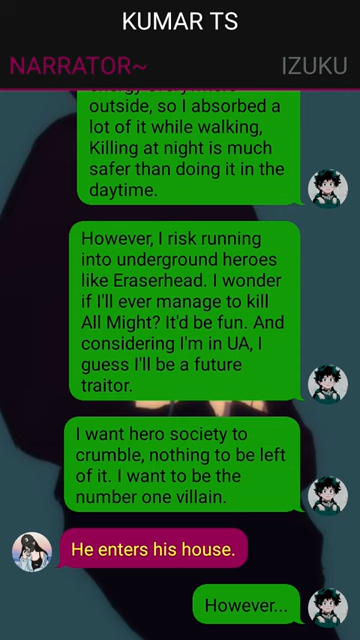 KUMAR TS
NARRATOR~
IZUKU
outside, so I absorbed a
lot of it while walking,
Killing at night is much
safer than doing it in the
daytime.
However, I risk running
into underground heroes
like Eraserhead. I wonder
if I'll ever manage to kill
All Might? It'd be fun. And
considering I'm in UA, I
guess I'll be a future
traitor.
I want hero society to
crumble, nothing to be left
of it. I want to be the
number one villain.
He enters his house.
However...